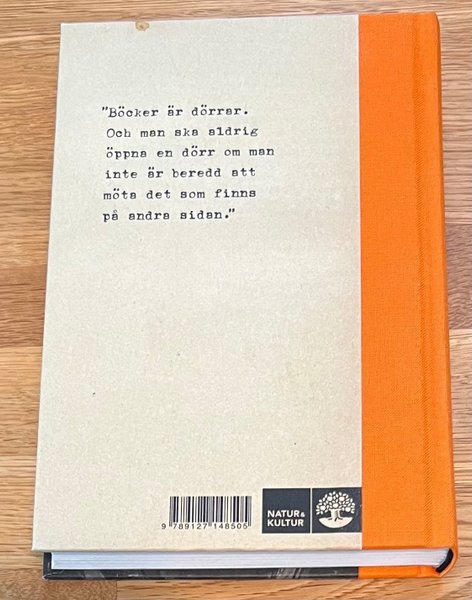 "Böcker är dörrar.
Och man ska aldrig
öppna en dörr om man
inte är beredd att
möta det som finns
på andra sidan."
9 789127 148505
NATUR &
KULTUR